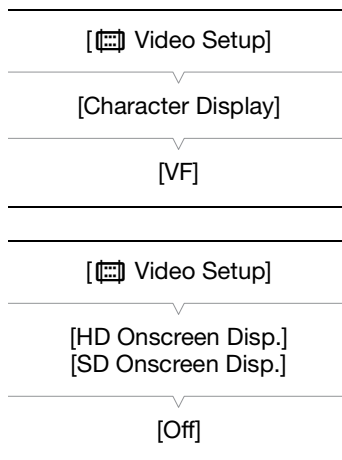 [ Video Setup]
[Character Display]
[VF]
[ Video Setup]
[HD Onscreen Disp.]
[SD Onscreen Disp.]
[Off]